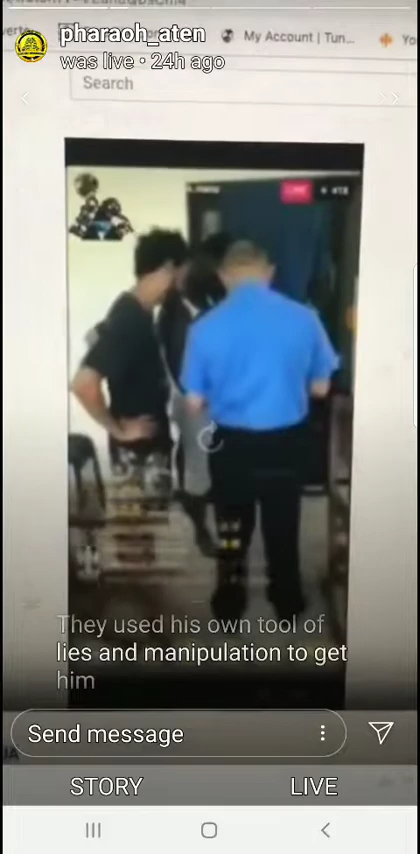 pharaoh_aten
was live • 24h ago
My Account | Tun...
Search
LIVE
They used his own tool of
lies and manipulation to get
him
Send message
STORY
LIVE